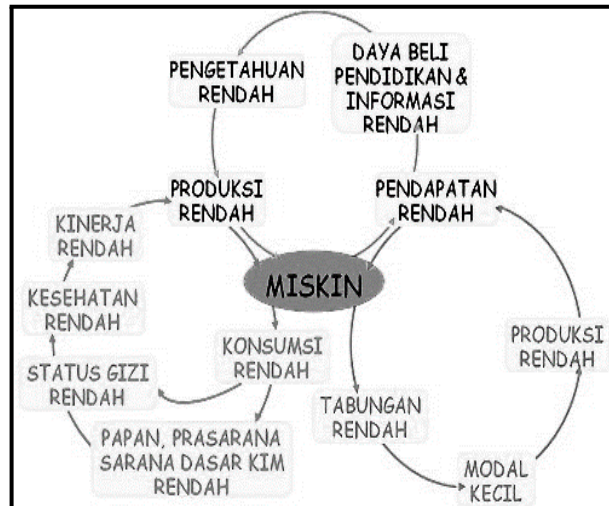 DAYA BELI
PENDIDIKAN &
INFORMASI
RENDAH
PENGETAHUAN
RENDAH
PRODUKSI
RENDAH
PENDAPATAN
RENDAH
KINERJA
RENDAH
MISKIN
KESEHATAN
RENDAH
KONSUMSI
RENDAH
PRODUKSI
RENDAH
STATUS GIZI
RENDAH
TABUNGAN
RENDAH
PAPAN, PRASARANA
SARANA DASAR KIM
RENDAH
MODAL
KECIL